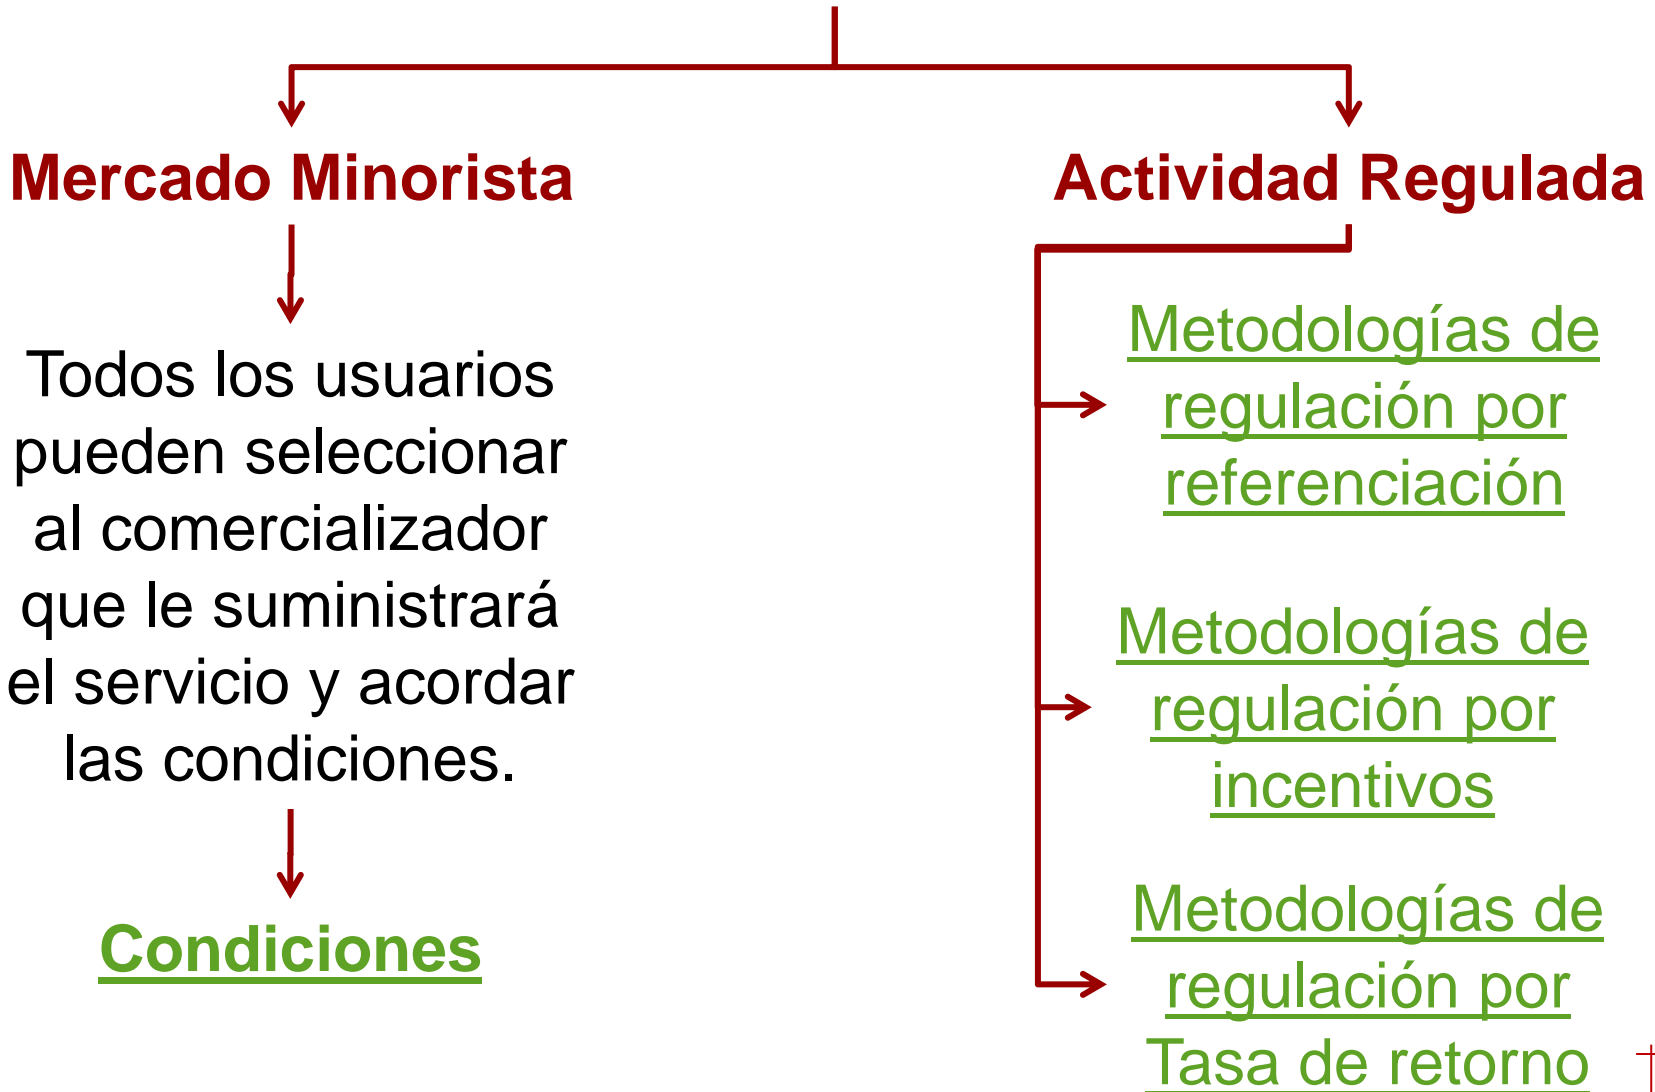 Mercado Minorista
Todos los usuarios
pueden seleccionar
al comercializador
que le suministrará
el servicio y acordar
las condiciones.
Condiciones
Actividad Regulada
Metodologías de
regulación por
referenciación
Metodologías de
regulación por
incentivos
Metodologías de
regulación por
Tasa de retorno